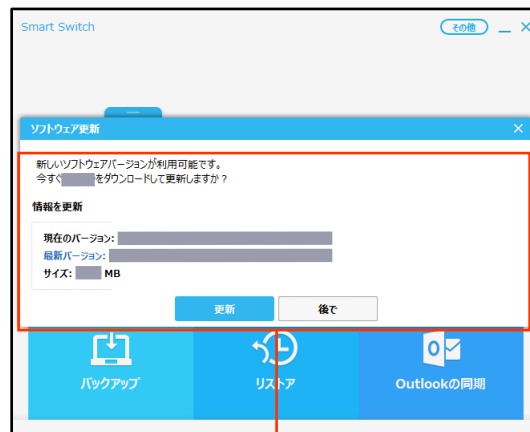 Smart Switch
その他
ソフトウェア更新
新しいソフトウェアバージョンが利用可能です。
今すぐ をダウンロードして更新しますか？
情報を更新
現在のバージョン:
最新バージョン:
サイズ: MB
更新 後で
バックアップ リストア Outlookの同期